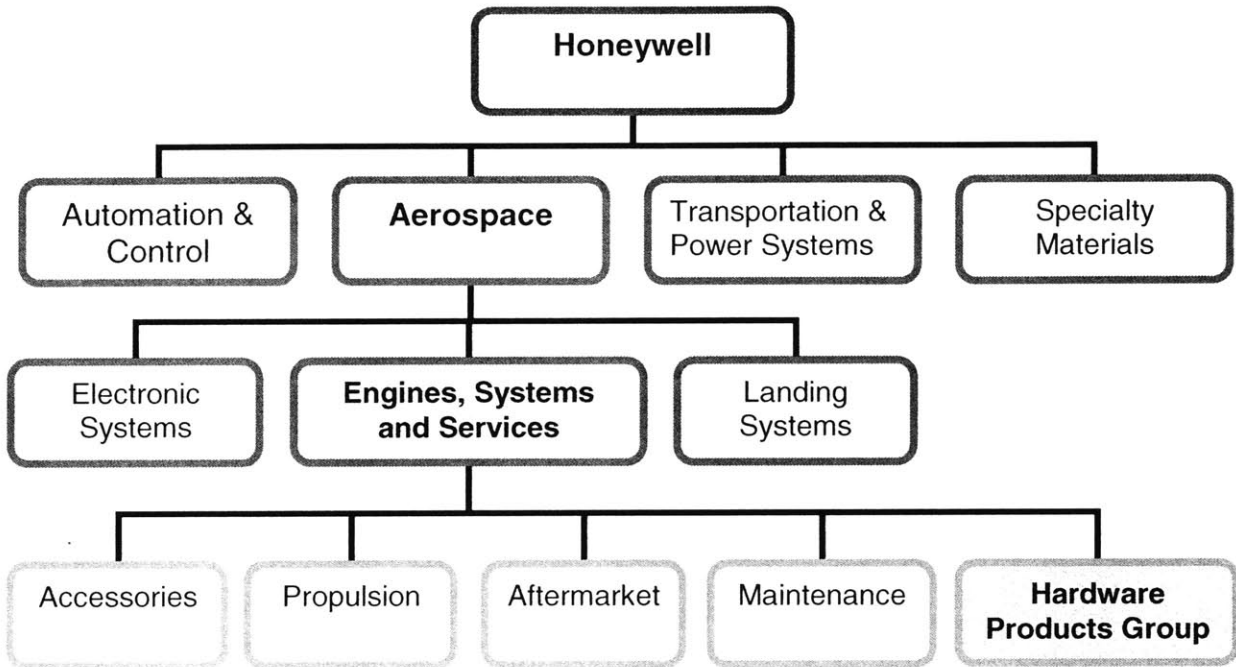 Honeywell
Automation &
Control
Aerospace
Transportation &
Power Systems
Specialty
Materials
Electronic
Systems
Engines, Systems
and Services
Landing
Systems
Accessories
Propulsion
Aftermarket
Maintenance
Hardware
Products Group